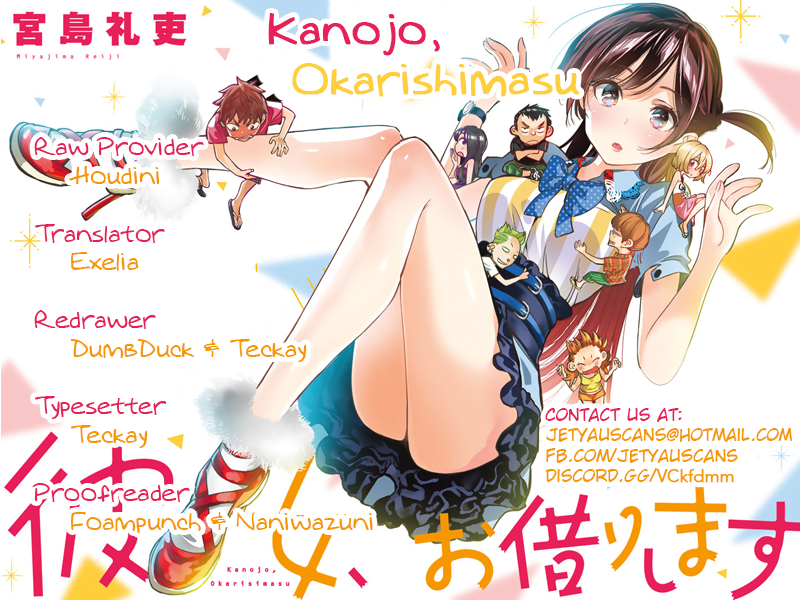 宮島礼吏
Miyajima Reiji
Kanojo,
Okarishimasu
Raw Provider
Houdini
Translator
Exelia
Redrawer
DumbDuck & Teckay
Typesetter
Teckay
Proofreader
Foampunch & Naniwazuni
CONTACT US AT:
JETYAUSCANS@HOTMAIL.COM
FB.COM/JETYAUSCANS
DISCORD.GG/VCkfdmm
彼女、お借りします
Kanojo,
Okarisimasu